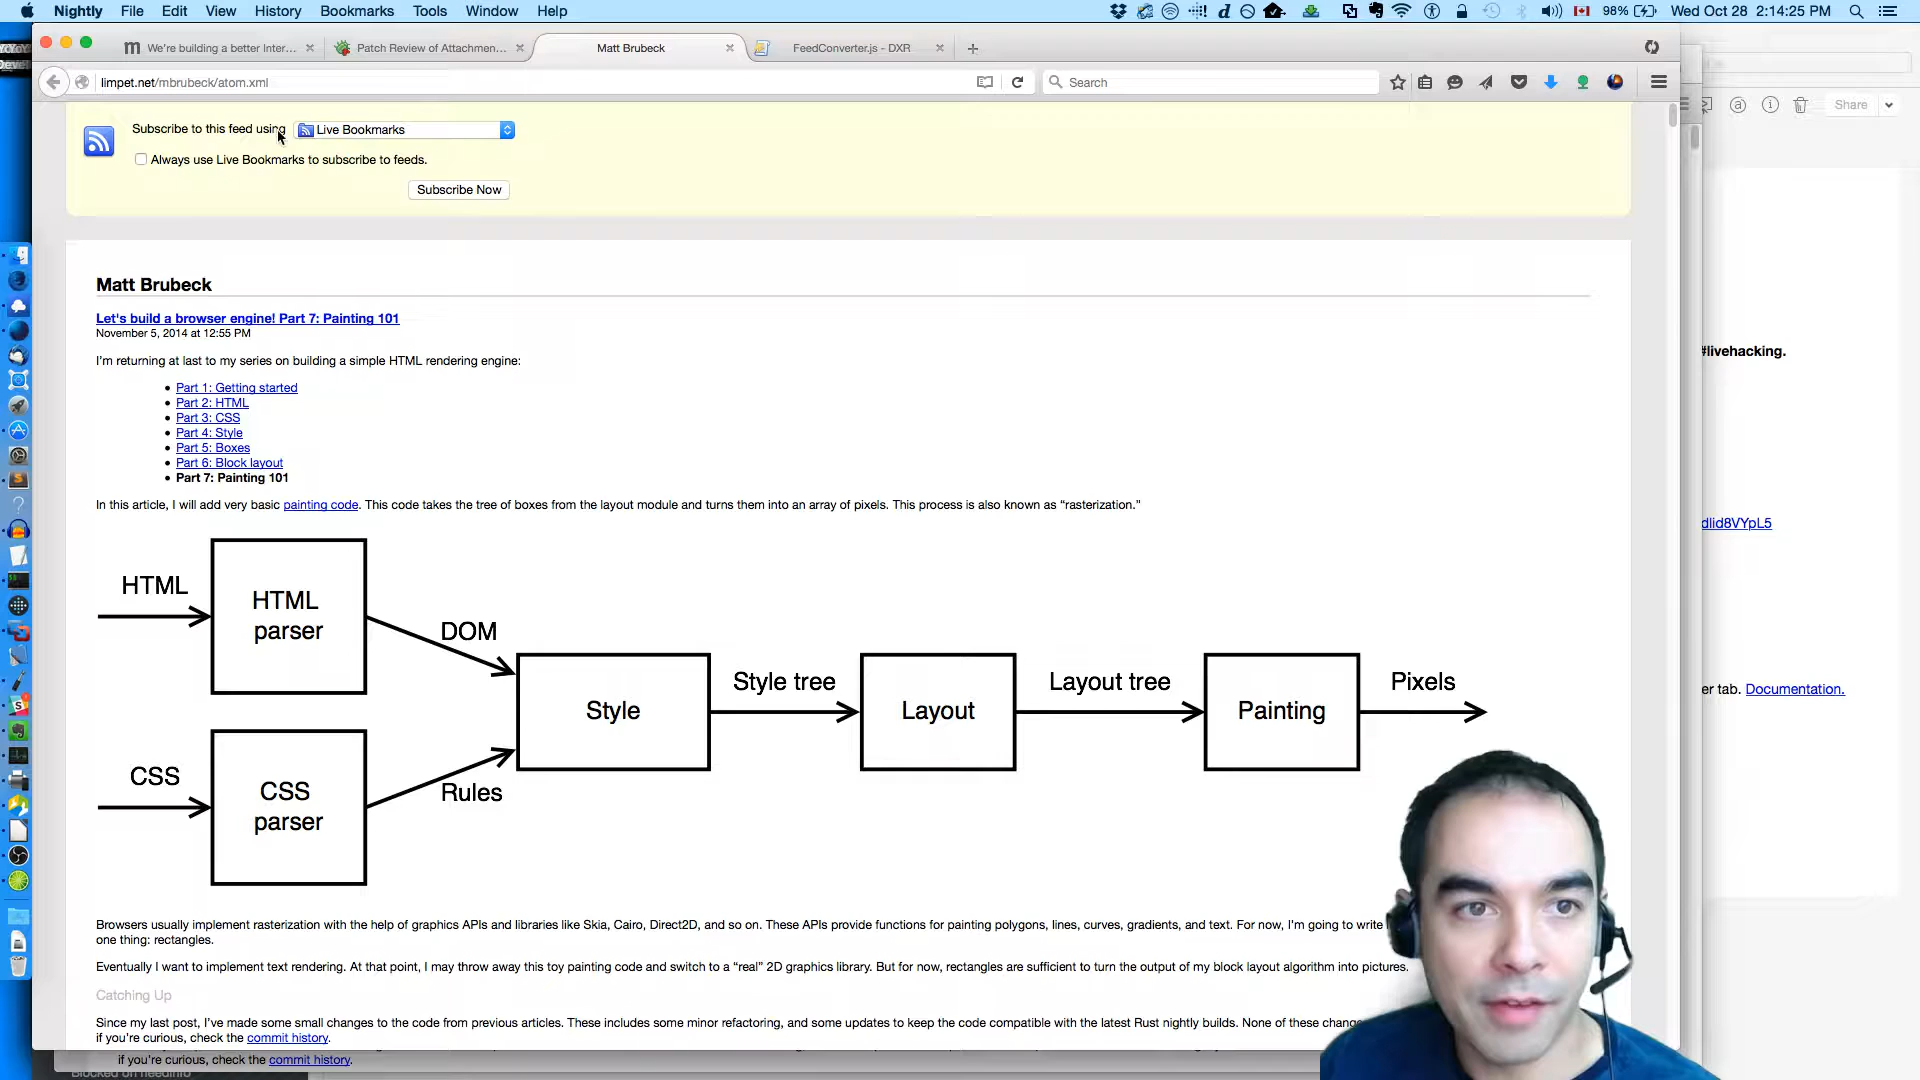 Nightly File Edit View History Bookmarks Tools Window Help
98% Wed Oct 28 2:14:25 PM
We're building a better Inter...
Patch Review of Attachmen...
Matt Brubeck
FeedConverter.js - DXR
limpet.net/mbrubeck/atom.xml
Search
Share
Subscribe to this feed using Live Bookmarks
Always use Live Bookmarks to subscribe to feeds.
Subscribe Now
Matt Brubeck
Let's build a browser engine! Part 7: Painting 101
November 5, 2014 at 12:55 PM
I'm returning at last to my series on building a simple HTML rendering engine:
Part 1: Getting started
Part 2: HTML
Part 3: CSS
Part 4: Style
Part 5: Boxes
Part 6: Block layout
Part 7: Painting 101
In this article, I will add very basic painting code. This code takes the tree of boxes from the layout module and turns them into an array of pixels. This process is also known as “rasterization.”
HTML
HTML
parser
DOM
Style
Style tree
Layout
Layout tree
Painting
Pixels
CSS
CSS
parser
Rules
Browsers usually implement rasterization with the help of graphics APIs and libraries like Skia, Cairo, Direct2D, and so on. These APIs provide functions for painting polygons, lines, curves, gradients, and text. For now, I'm going to write
one thing: rectangles.
Eventually I want to implement text rendering. At that point, I may throw away this toy painting code and switch to a “real” 2D graphics library. But for now, rectangles are sufficient to turn the output of my block layout algorithm into pictures.
Catching Up
Since my last post, I've made some small changes to the code from previous articles. These includes some minor refactoring, and some updates to keep the code compatible with the latest Rust nightly builds. None of these
if you're curious, check the commit history.
if you're curious, check the commit history.
Blocked on needinfo
#livehacking.
dlid8VYpL5
er tab. Documentation.